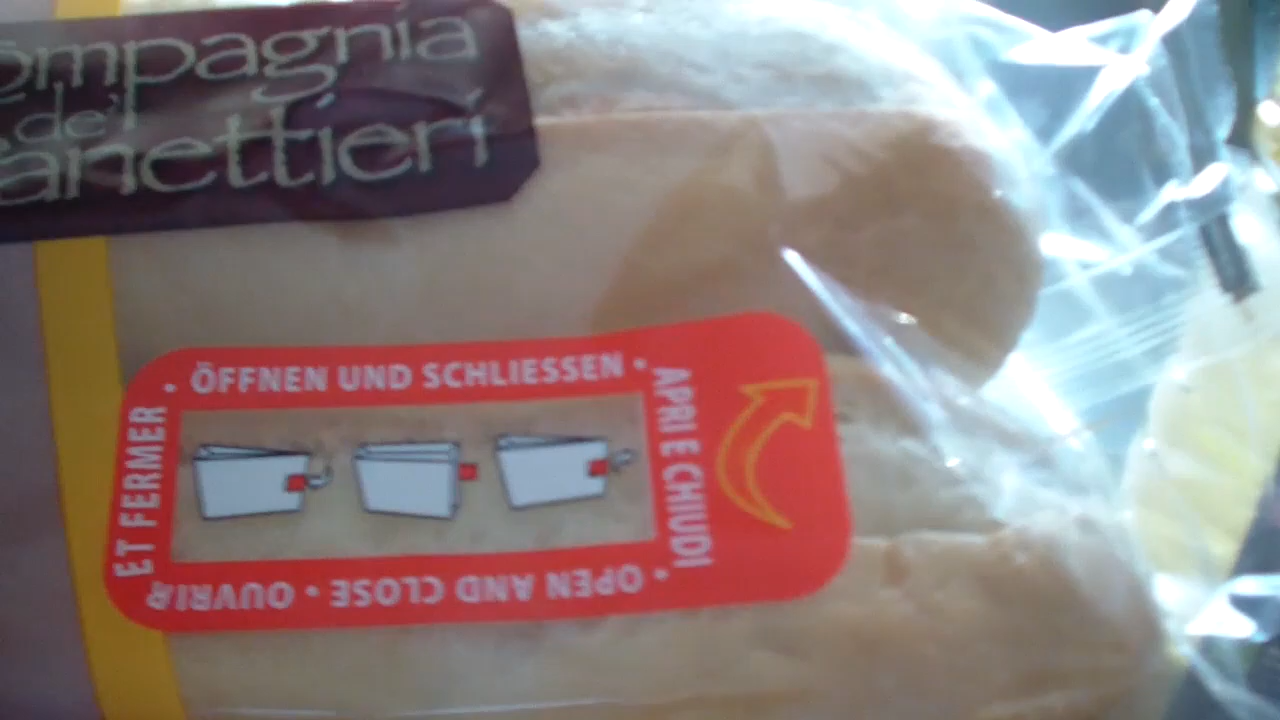 ompagnia
de'
anettieri
· ÖFFNEN UND SCHLIESSEN ·
APRI E CHIUDI
· OPEN AND CLOSE · OUVRIR
ET FERMER